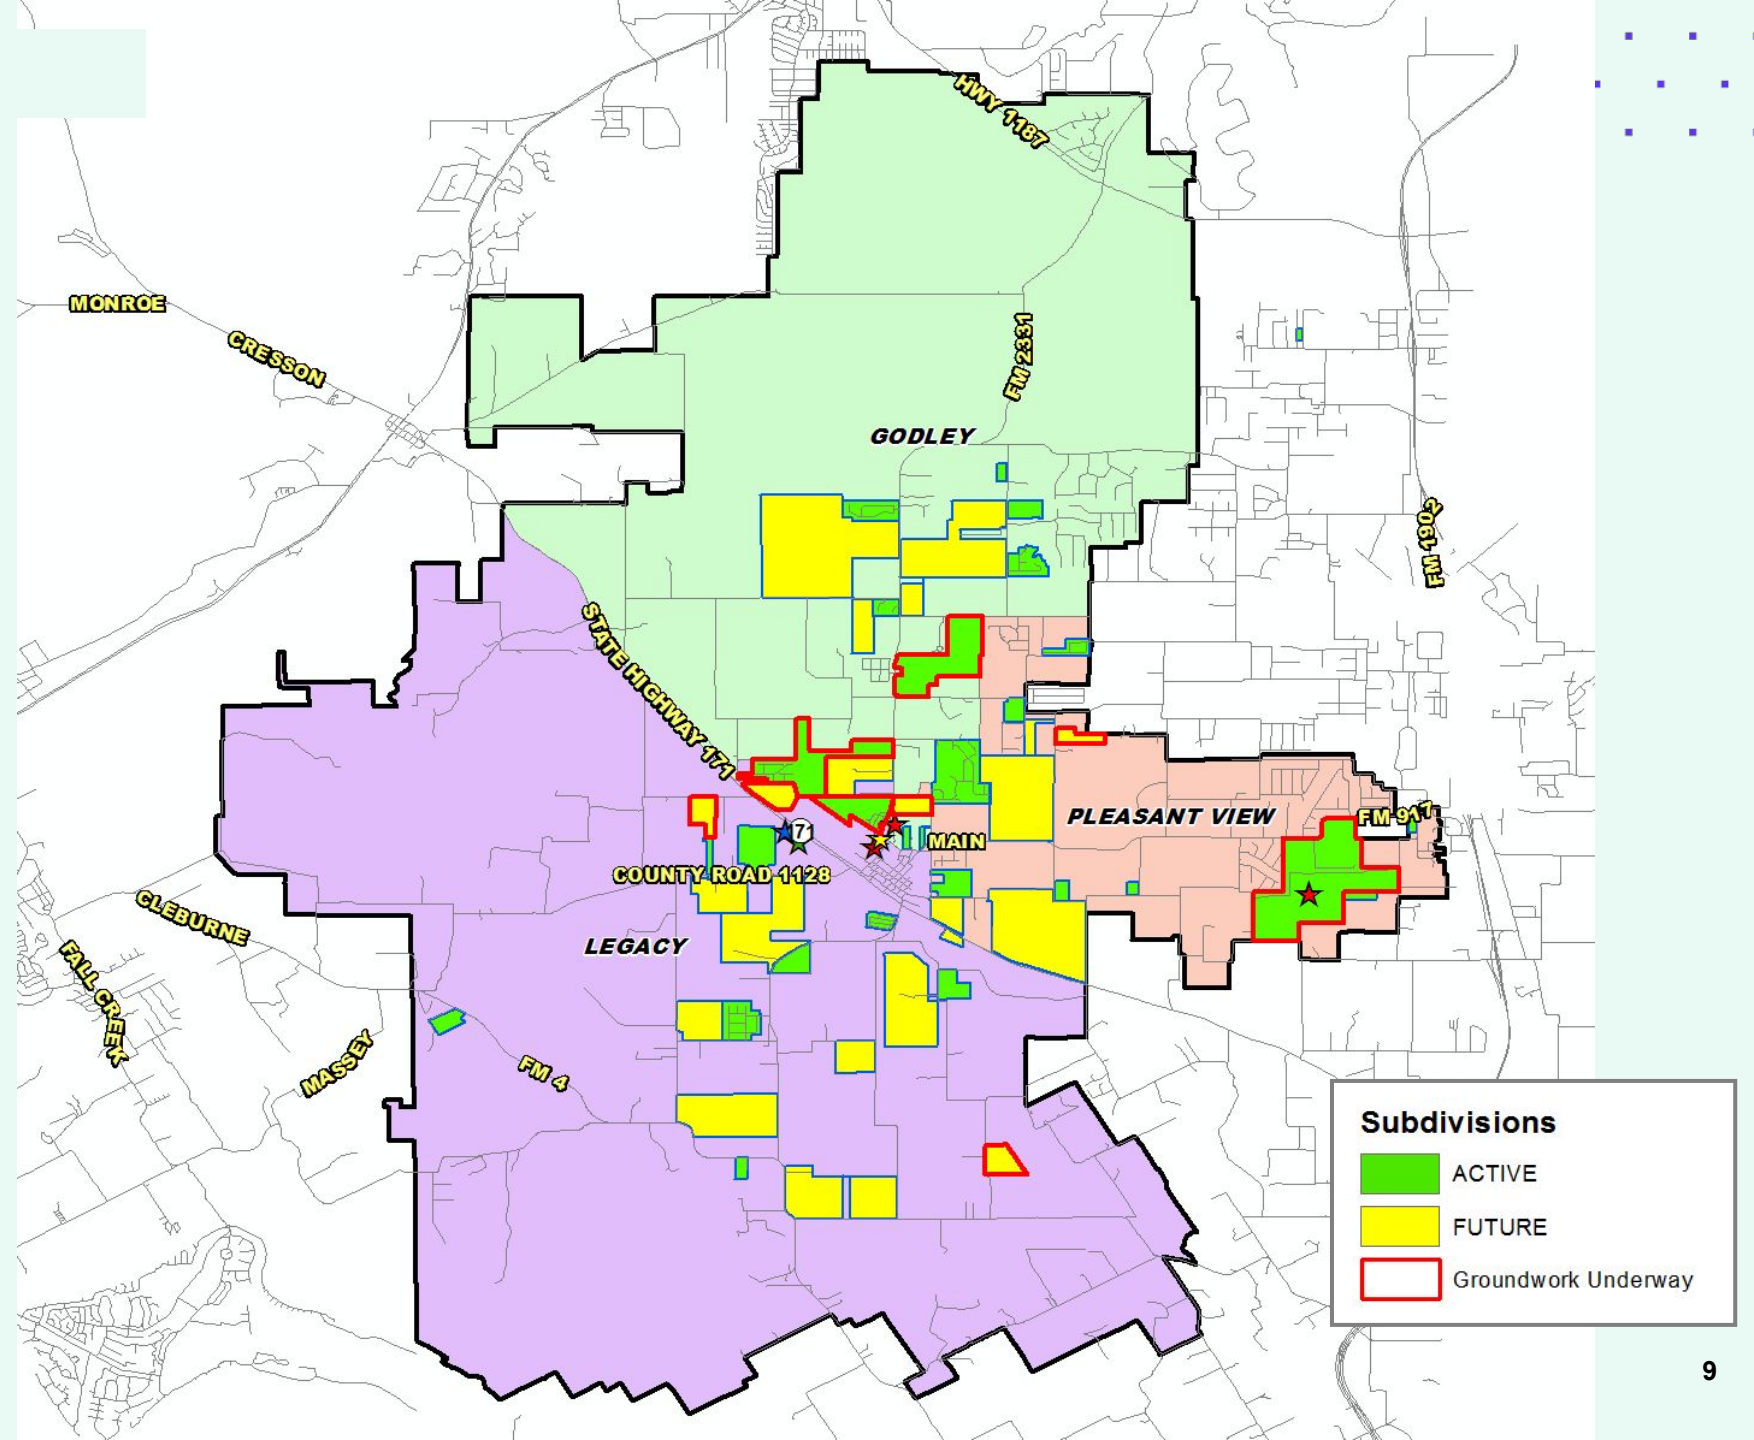 HWY 1187
MONROE
CRESSON
FM 2331
GODLEY
FM 1902
STATE HIGHWAY 171
PLEASANT VIEW
FM 917
171
MAIN
COUNTY ROAD 1128
CLEBURNE
LEGACY
FALL CREEK
MASSEY
FM 4
Subdivisions
ACTIVE
FUTURE
Groundwork Underway
9